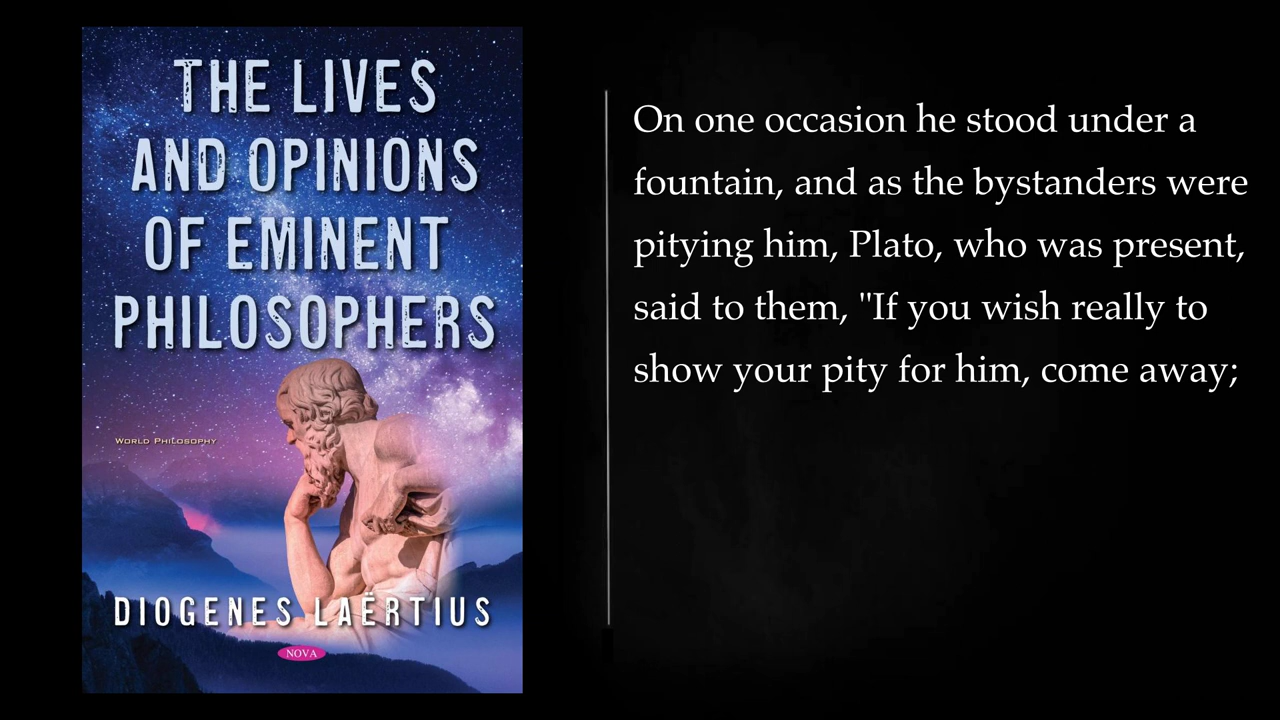 THE LIVES
AND OPINIONS
OF EMINENT
PHILOSOPHERS
WORLD PHILOSOPHY
DIOGENES LAËRTIUS
NOVA
On one occasion he stood under a
fountain, and as the bystanders were
pitying him, Plato, who was present,
said to them, "If you wish really to
show your pity for him, come away;